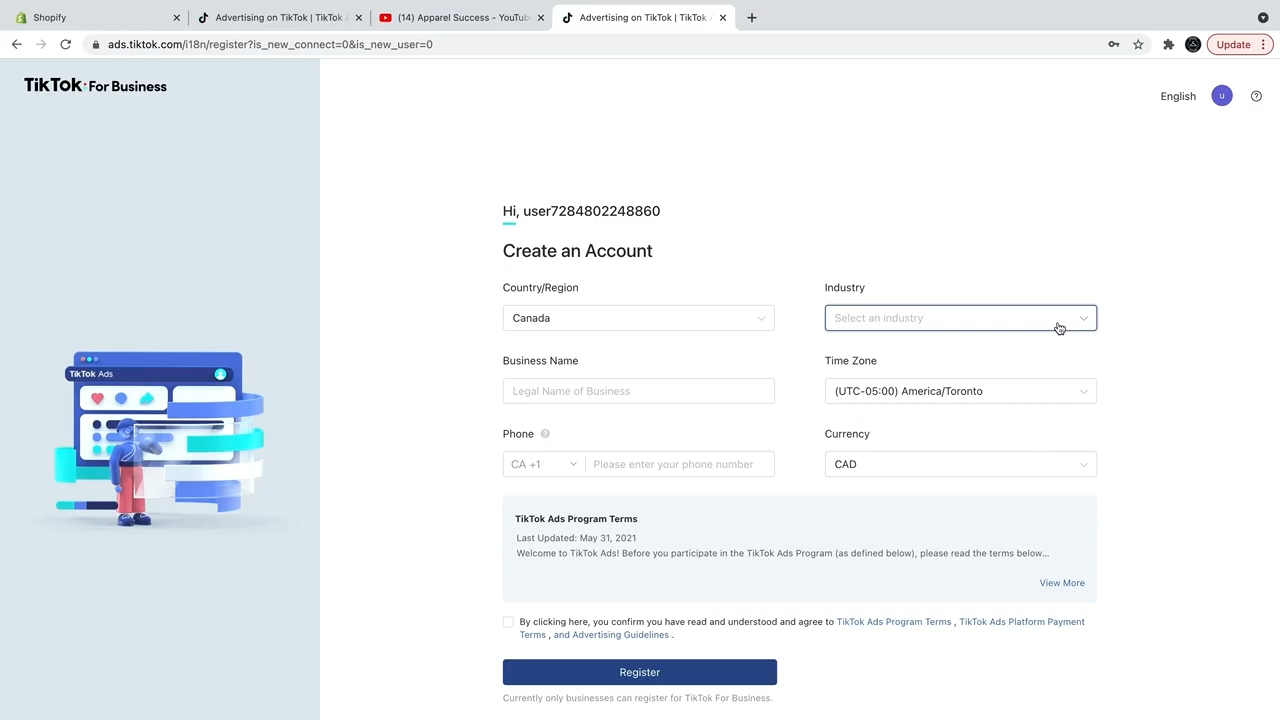 Shopify
Advertising on TikTok | TikTok A
(14) Apparel Success - YouTub
Advertising on TikTok | TikTok A
ads.tiktok.com/i18n/register?is_new_connect=0&is_new_user=0
Update
TikTok: For Business
English
u
Hi, user7284802248860
Create an Account
Country/Region
Industry
Canada
Select an industry
Business Name
Time Zone
Legal Name of Business
(UTC-05:00) America/Toronto
TikTok Ads
Phone
Currency
CA +1
Please enter your phone number
CAD
TikTok Ads Program Terms
Last Updated: May 31, 2021
Welcome to TikTok Ads! Before you participate in the TikTok Ads Program (as defined below), please read the terms below...
View More
By clicking here, you confirm you have read and understood and agree to TikTok Ads Program Terms , TikTok Ads Platform Payment
Terms , and Advertising Guidelines .
Register
Currently only businesses can register for TikTok For Business.